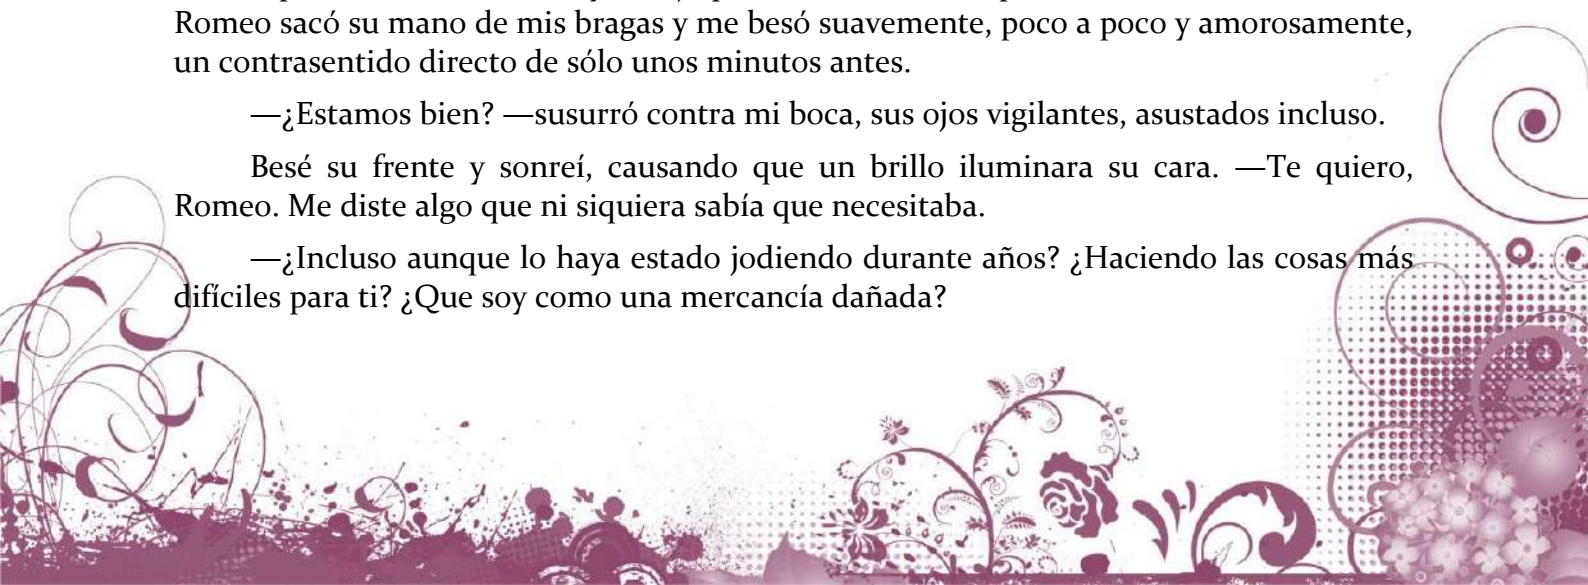 Romeo sacó su mano de mis bragas y me besó suavemente, poco a poco y amorosamente,
un contrasentido directo de sólo unos minutos antes.
—¿Estamos bien? —susurró contra mi boca, sus ojos vigilantes, asustados incluso.
Besé su frente y sonreí, causando que un brillo iluminara su cara. —Te quiero,
Romeo. Me diste algo que ni siquiera sabía que necesitaba.
—¿Incluso aunque lo haya estado jodiendo durante años? ¿Haciendo las cosas más
difíciles para ti? ¿Que soy como una mercancía dañada?